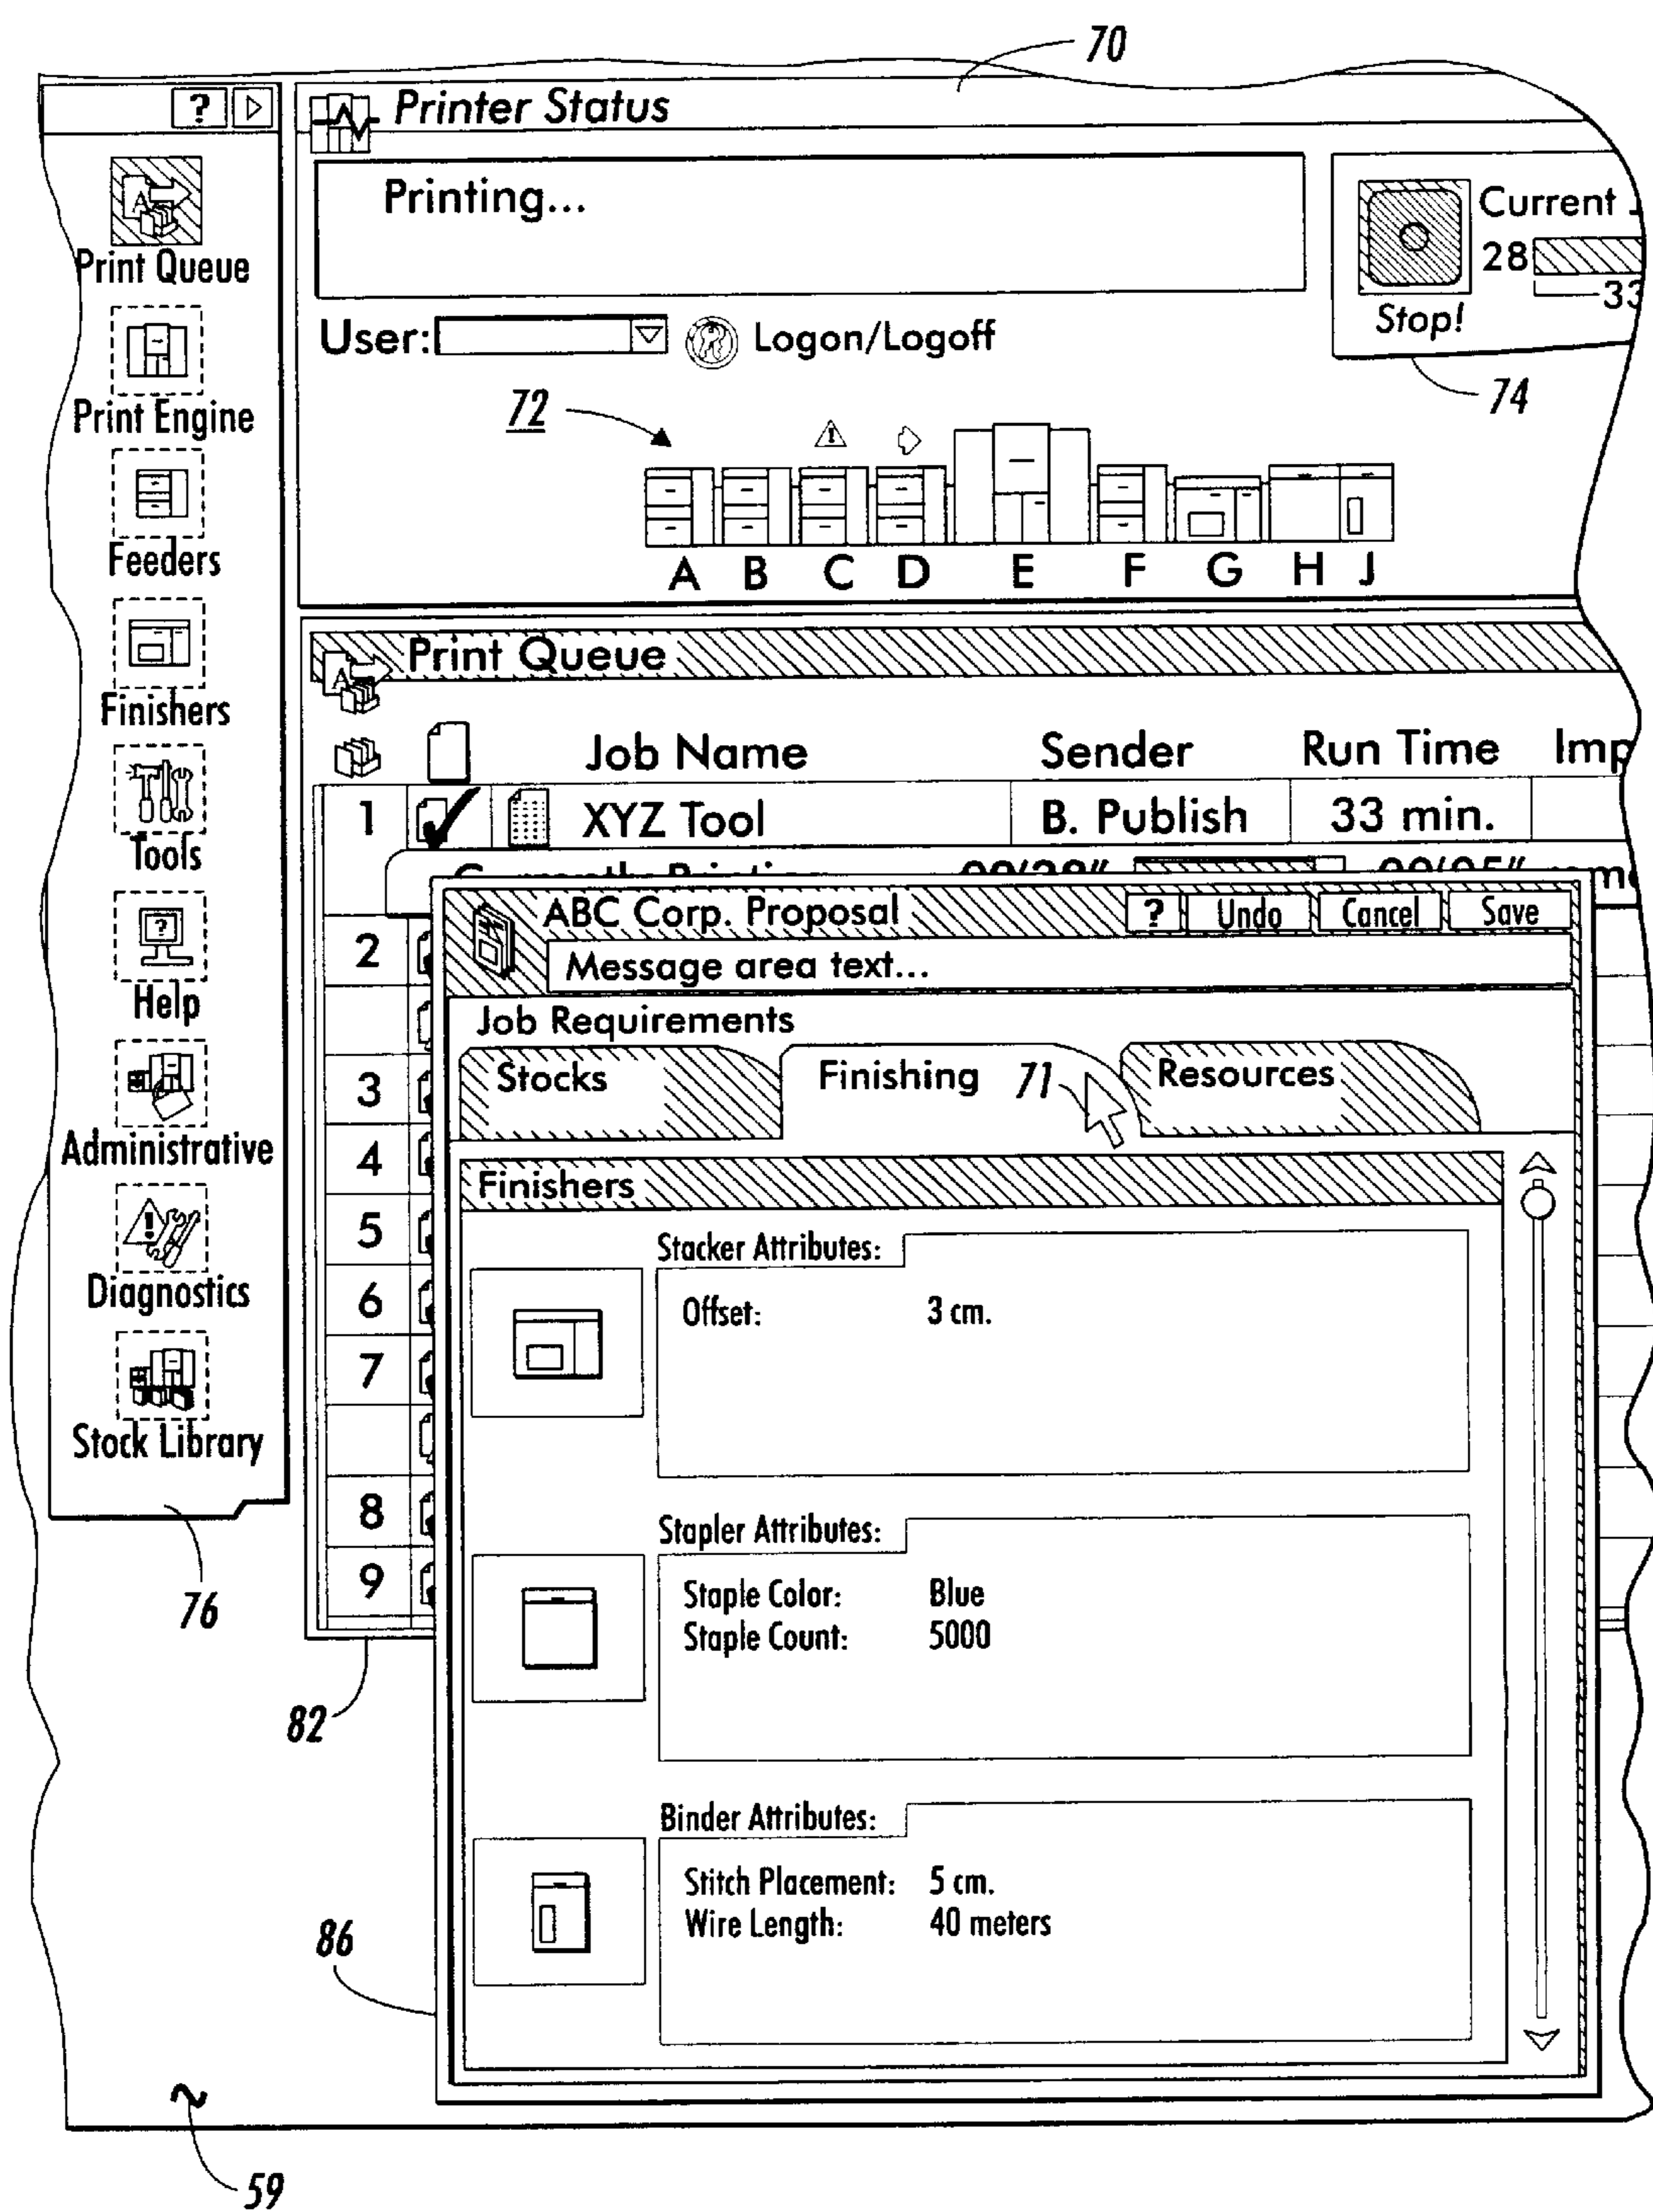 70
?
Printer Status
Print Queue
Printing...
Current
28
33
Stop!
User:
Logon/Logoff
74
Print Engine
72
Feeders
A B C D E F G H J
Finishers
Print Queue
Job Name Sender Run Time Imp
Tools
1 XYZ Tool B. Publish 33 min.
Help
ABC Corp. Proposal ? Undo Cancel Save
2
Message area text...
Job Requirements
Stocks Finishing 71 Resources
3
Administrative
4
Finishers
5
Stacker Attributes:
Diagnostics
6
Offset: 3 cm.
7
Stock Library
8
Stapler Attributes:
9
Staple Color: Blue
Staple Count: 5000
76
82
Binder Attributes:
Stitch Placement: 5 cm.
Wire Length: 40 meters
86
59